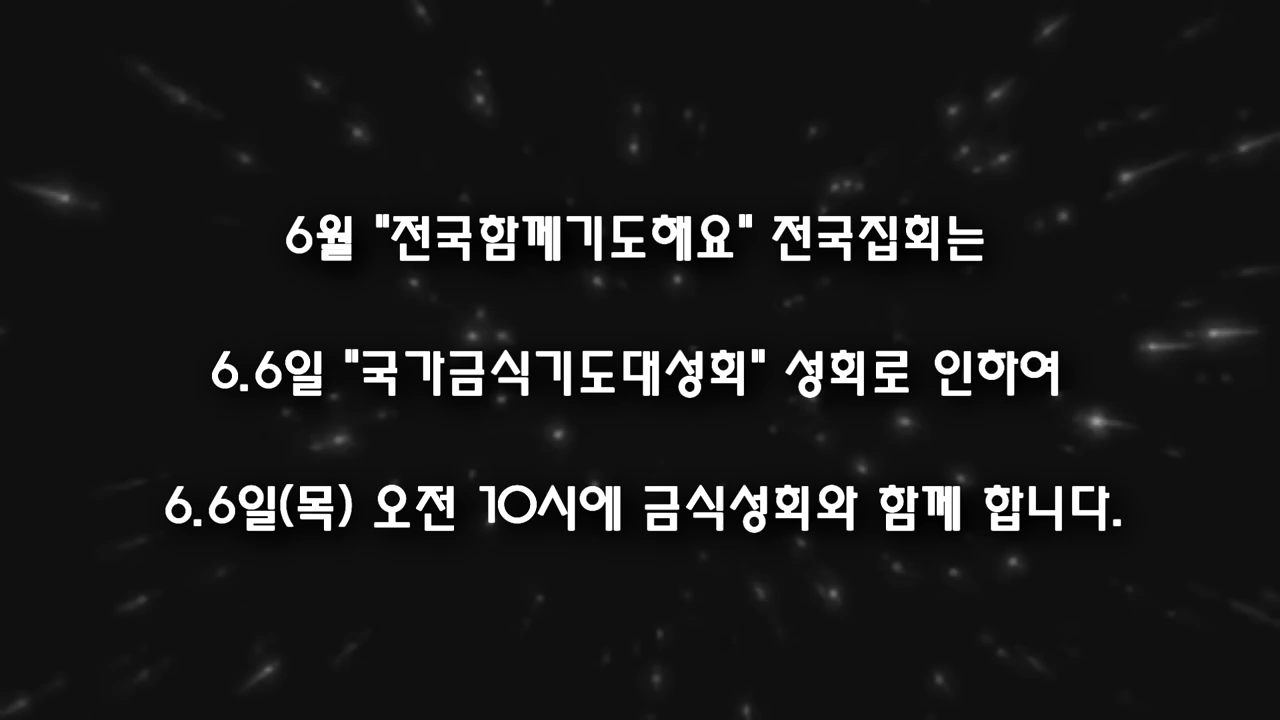 6월 "전국함께기도해요" 전국집회는
6.6일 "국가금식기도대성회" 성회로 인하여
6.6일(목) 오전 10시에 금식성회와 함께 합니다.